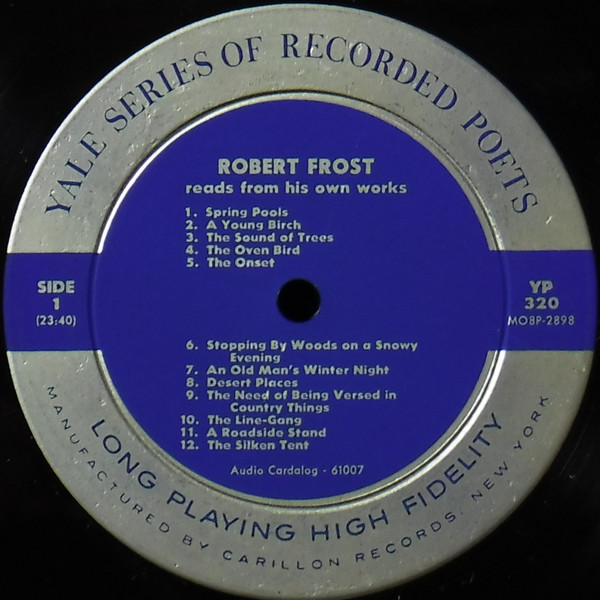 YALE SERIES OF RECORDED POETS
ROBERT FROST
reads from his own works
1. Spring Pools
2. A Young Birch
3. The Sound of Trees
4. The Oven Bird
5. The Onset
SIDE
1
(23:40)
YP
320
MO8P-2898
6. Stopping By Woods on a Snowy
Evening
7. An Old Man's Winter Night
8. Desert Places
9. The Need of Being Versed in
Country Things
10. The Line-Gang
11. A Roadside Stand
12. The Silken Tent
Audio Cardalog - 61007
LONG PLAYING HIGH FIDELITY
MANUFACTURED BY CARILLON RECORDS, NEW YORK